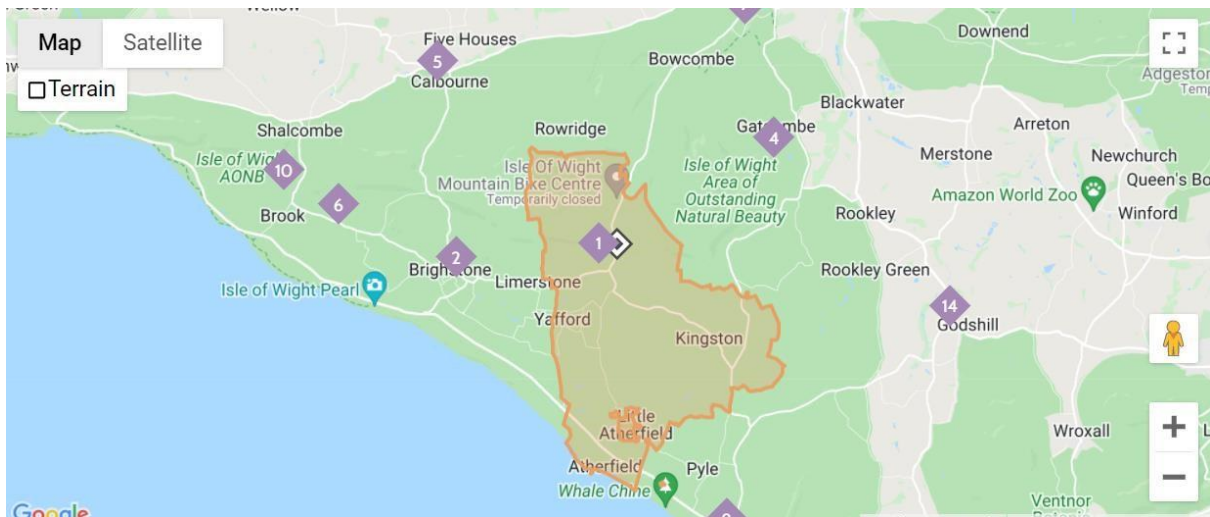 Wellow
Downend
Map
Satellite
Five Houses
5
Bowcombe
Calbourne
Terrain
Adgeston
Temp
Blackwater
Shalcombe
Rowridge
Gatcombe
4
Arreton
Isle of Wight
AONB
10
Isle Of Wight
Mountain Bike Centre
Temporarily closed
Isle of Wight
Area of
Outstanding
Natural Beauty
Merstone
Newchurch
Queen's Bo
Amazon World Zoo
Brook
6
Rookley
Winford
1
2
Brighstone
Limerstone
Rookley Green
Isle of Wight Pearl
14
Godshill
Yafford
Kingston
Little
Atherfield
Wroxall
Atherfield
Pyle
Whale Chine
Ventnor
Google